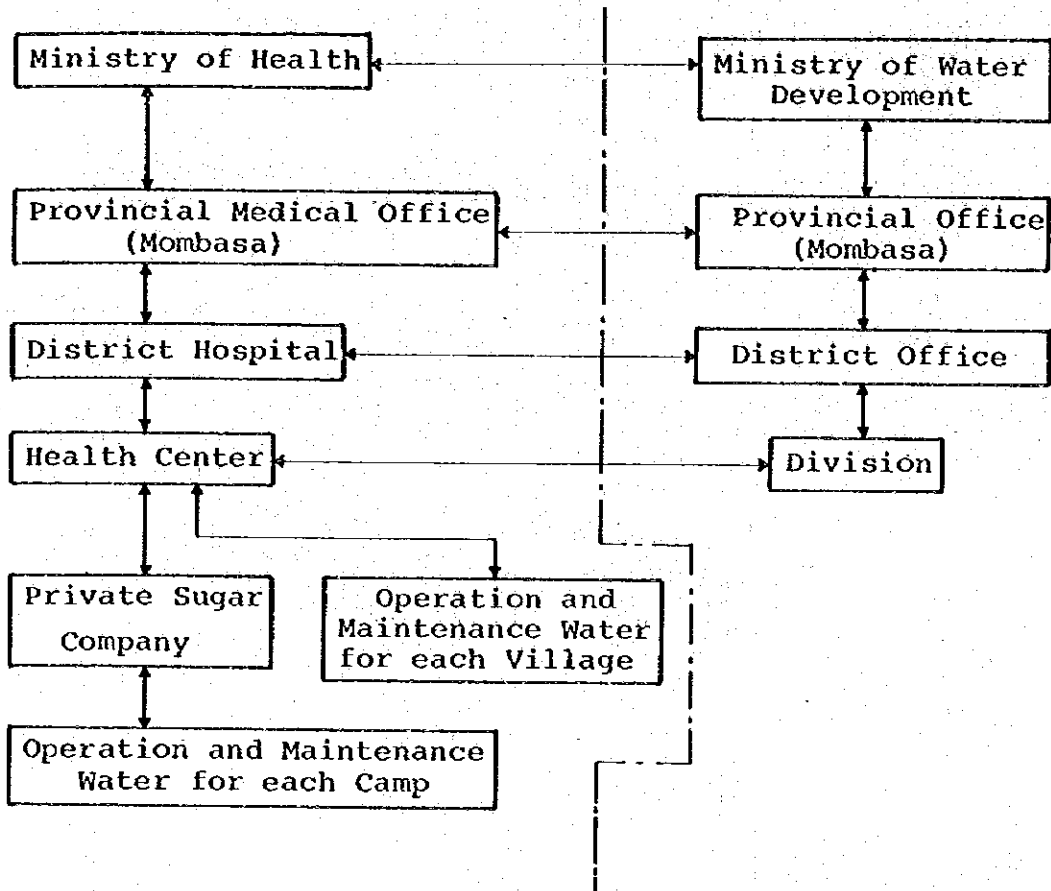 Ministry of Health
Ministry of Water
Development
Provincial Medical Office
(Mombasa)
Provincial Office
(Mombasa)
District Hospital
District Office
Health Center
Division
Private Sugar
Company
Operation and
Maintenance Water
for each Village
Operation and Maintenance
Water for each Camp